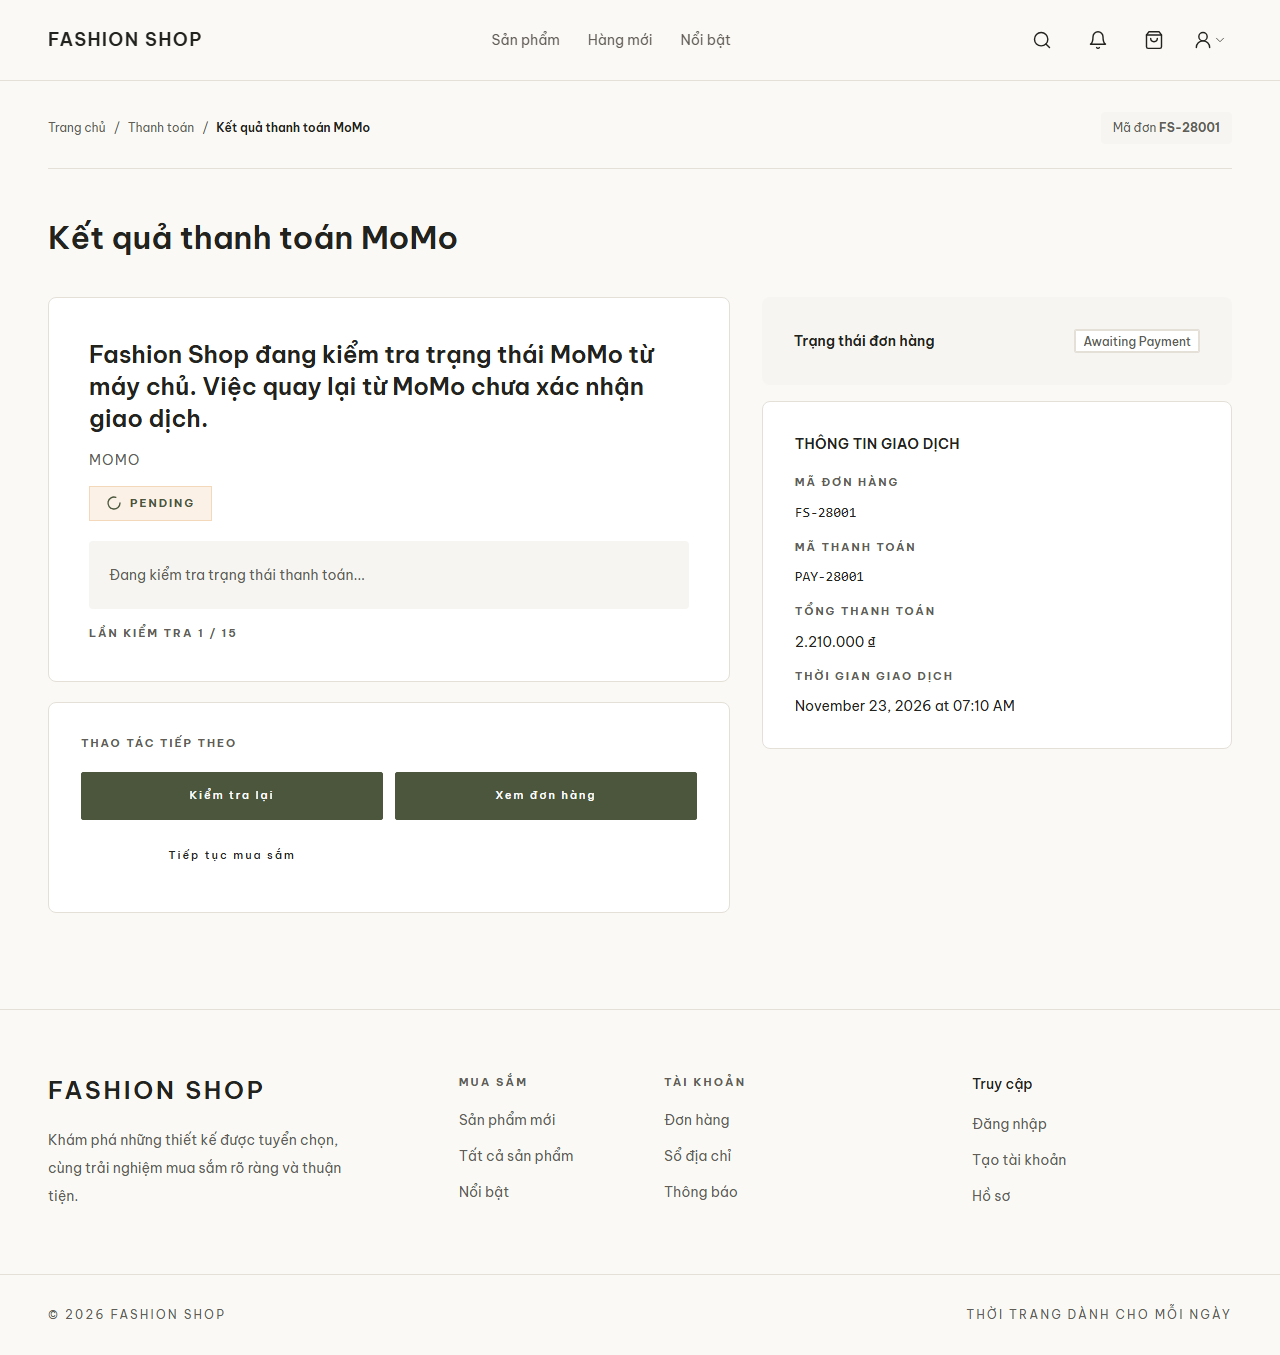 FASHION SHOP
Sản phẩm
Hàng mới
Nổi bật
Trang chủ / Thanh toán / Kết quả thanh toán MoMo
Mã đơn FS-28001
Kết quả thanh toán MoMo
Fashion Shop đang kiểm tra trạng thái MoMo từ
máy chủ. Việc quay lại từ MoMo chưa xác nhận
giao dịch.
MOMO
PENDING
Đang kiểm tra trạng thái thanh toán...
LẦN KIỂM TRA 1 / 15
THAO TÁC TIẾP THEO
Kiểm tra lại
Xem đơn hàng
Tiếp tục mua sắm
Trạng thái đơn hàng
Awaiting Payment
THÔNG TIN GIAO DỊCH
MÃ ĐƠN HÀNG
FS-28001
MÃ THANH TOÁN
PAY-28001
TỔNG THANH TOÁN
2.210.000 ₫
THỜI GIAN GIAO DỊCH
November 23, 2026 at 07:10 AM
FASHION SHOP
Khám phá những thiết kế được tuyển chọn,
cùng trải nghiệm mua sắm rõ ràng và thuận
tiện.
MUA SẮM
Sản phẩm mới
Tất cả sản phẩm
Nổi bật
TÀI KHOẢN
Đơn hàng
Sổ địa chỉ
Thông báo
Truy cập
Đăng nhập
Tạo tài khoản
Hồ sơ
© 2026 FASHION SHOP
THỜI TRANG DÀNH CHO MỖI NGÀY